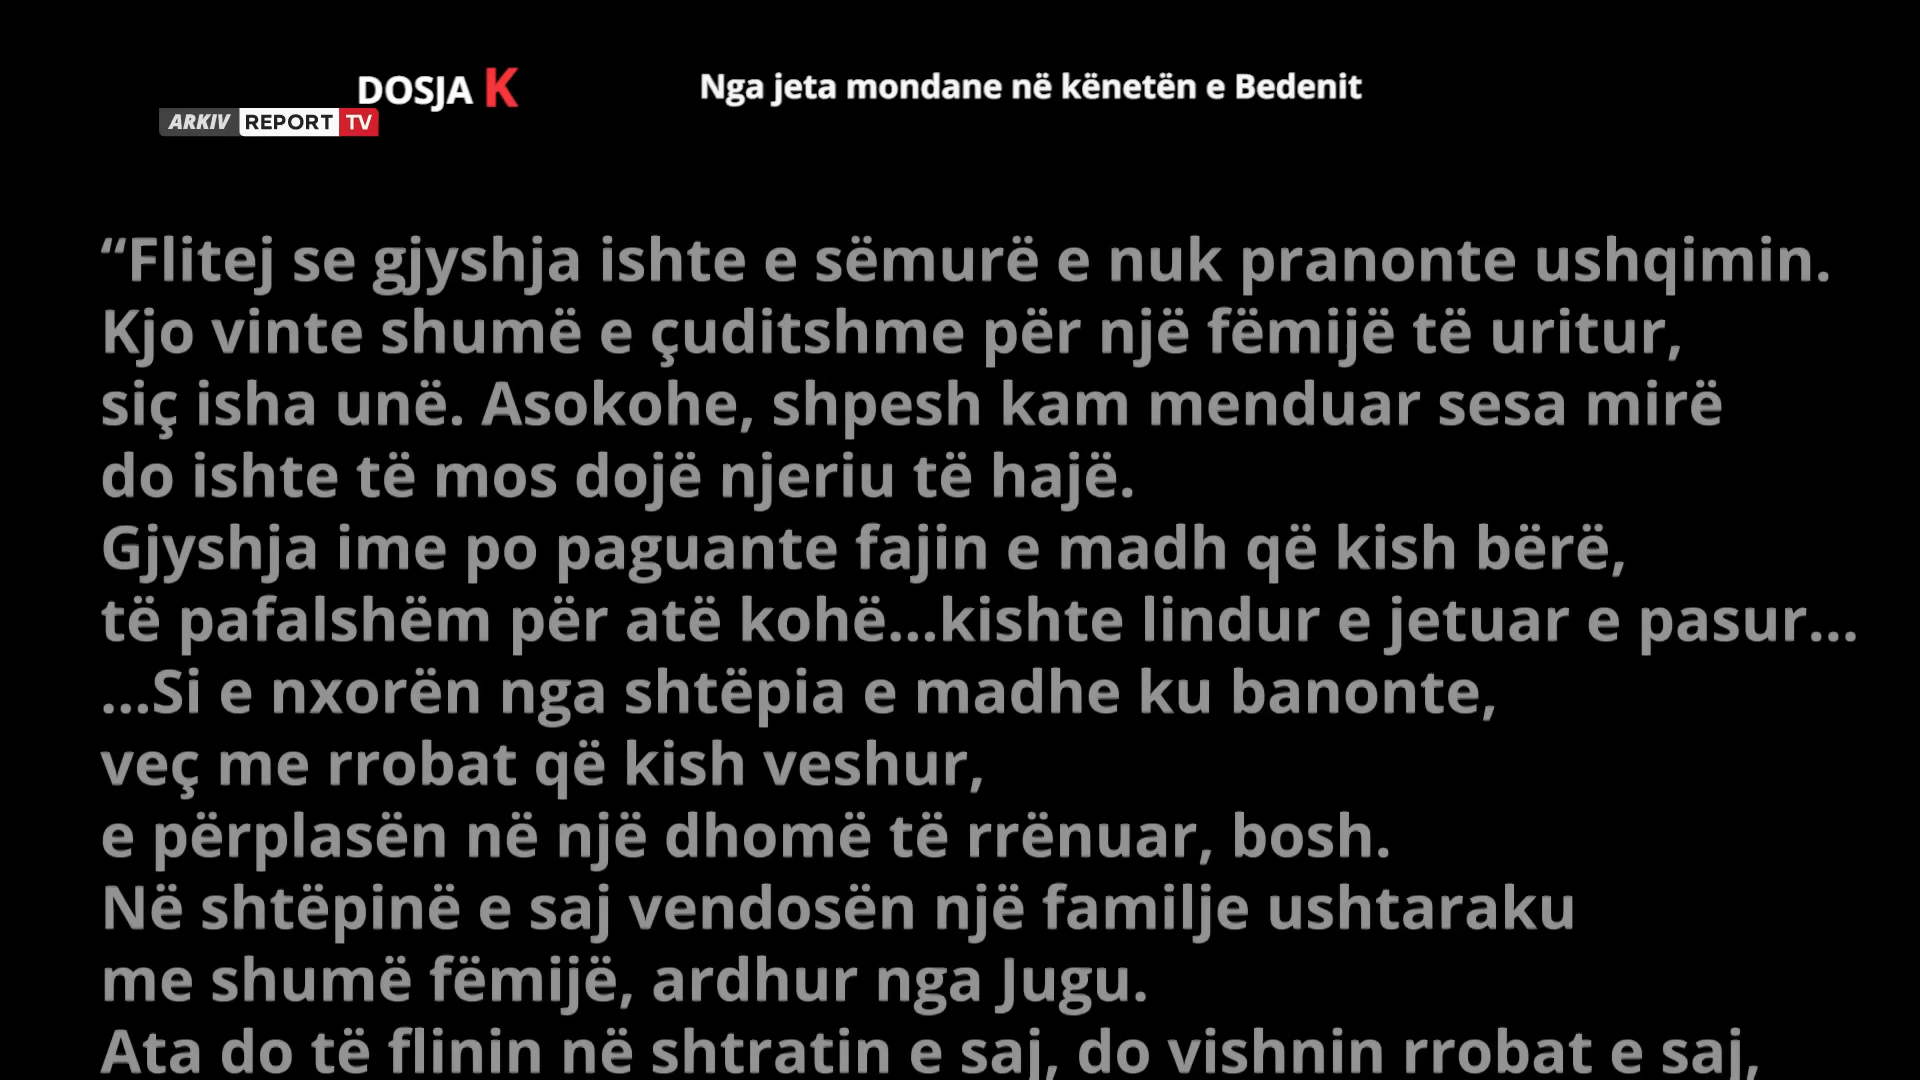 DOSJA K
Nga jeta mondane në kënetën e Bedenit
ARKIV REPORT TV
“Flitej se gjyshja ishte e sëmurë e nuk pranonte ushqimin.
Kjo vinte shumë e çuditshme për një fëmijë të uritur,
siç isha unë. Asokohe, shpesh kam menduar sesa mirë
do ishte të mos dojë njeriu të hajë.
Gjyshja ime po paguante fajin e madh që kish bërë,
të pafalshëm për atë kohë...kishte lindur e jetuar e pasur...
...Si e nxorën nga shtëpia e madhe ku banonte,
veç me rrobat që kish veshur,
e përplasën në një dhomë të rrënuar, bosh.
Në shtëpinë e saj vendosën një familje ushtaraku
me shumë fëmijë, ardhur nga Jugu.
Ata do të flinin në shtratin e saj, do vishnin rrobat e saj,